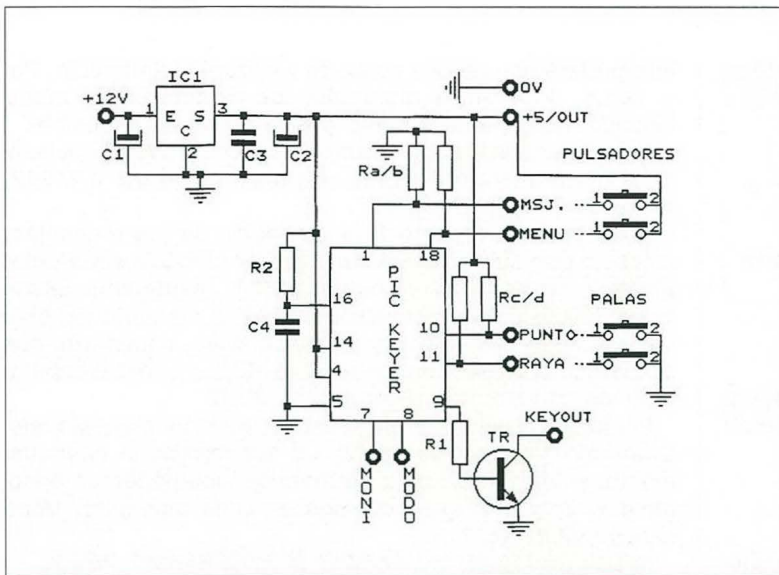 IC1
+12V
1
E S
C
3
2
C1
C3
C2
0V
+5/OUT
PULSADORES
Ra/b
MSJ.
1
2
MENU
1
2
R2
C4
1
18
16
14
4
5
PIC KEYER
10
11
9
7
8
Rc/d
PALAS
PUNTO
1
2
RAYA
1
2
KEYOUT
R1
TR
MONI
MODO